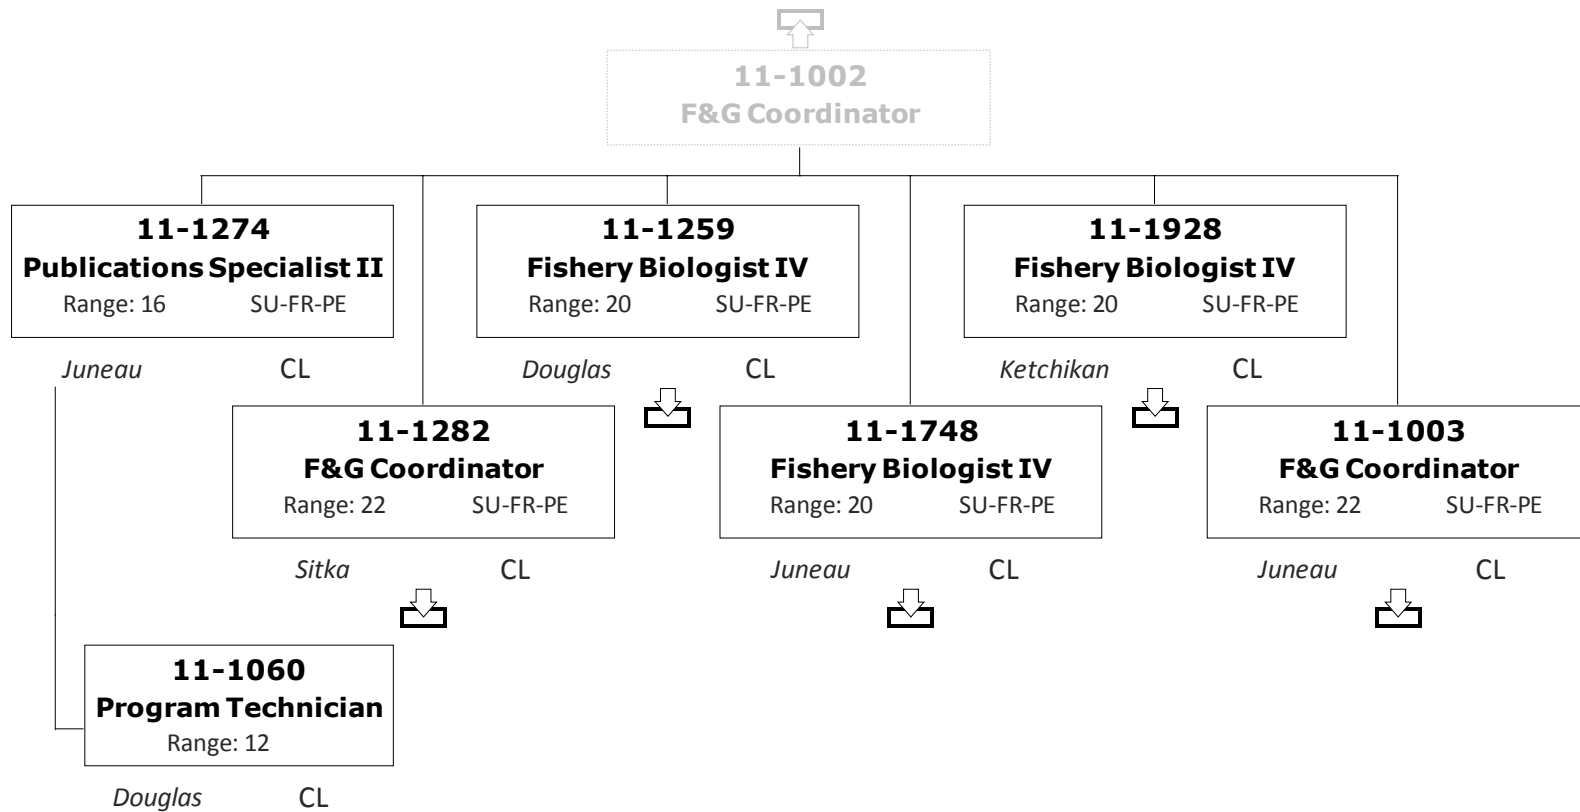 11-1002
F&G Coordinator
11-1274
Publications Specialist II
Range: 16 SU-FR-PE
Juneau CL
11-1259
Fishery Biologist IV
Range: 20 SU-FR-PE
Douglas CL
11-1928
Fishery Biologist IV
Range: 20 SU-FR-PE
Ketchikan CL
11-1282
F&G Coordinator
Range: 22 SU-FR-PE
Sitka CL
11-1748
Fishery Biologist IV
Range: 20 SU-FR-PE
Juneau CL
11-1003
F&G Coordinator
Range: 22 SU-FR-PE
Juneau CL
11-1060
Program Technician
Range: 12
Douglas CL